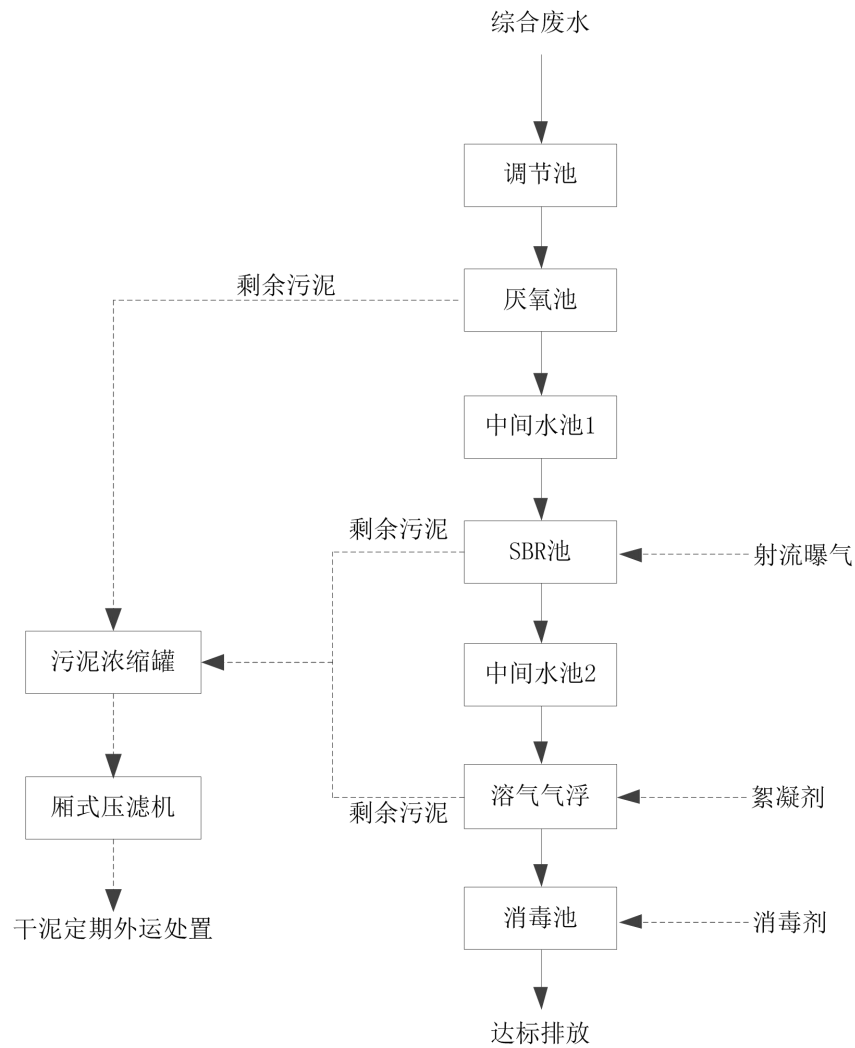 综合废水
调节池
剩余污泥
厌氧池
中间水池1
剩余污泥
SBR池
射流曝气
污泥浓缩罐
中间水池2
厢式压滤机
剩余污泥
溶气气浮
絮凝剂
干泥定期外运处置
消毒池
消毒剂
达标排放